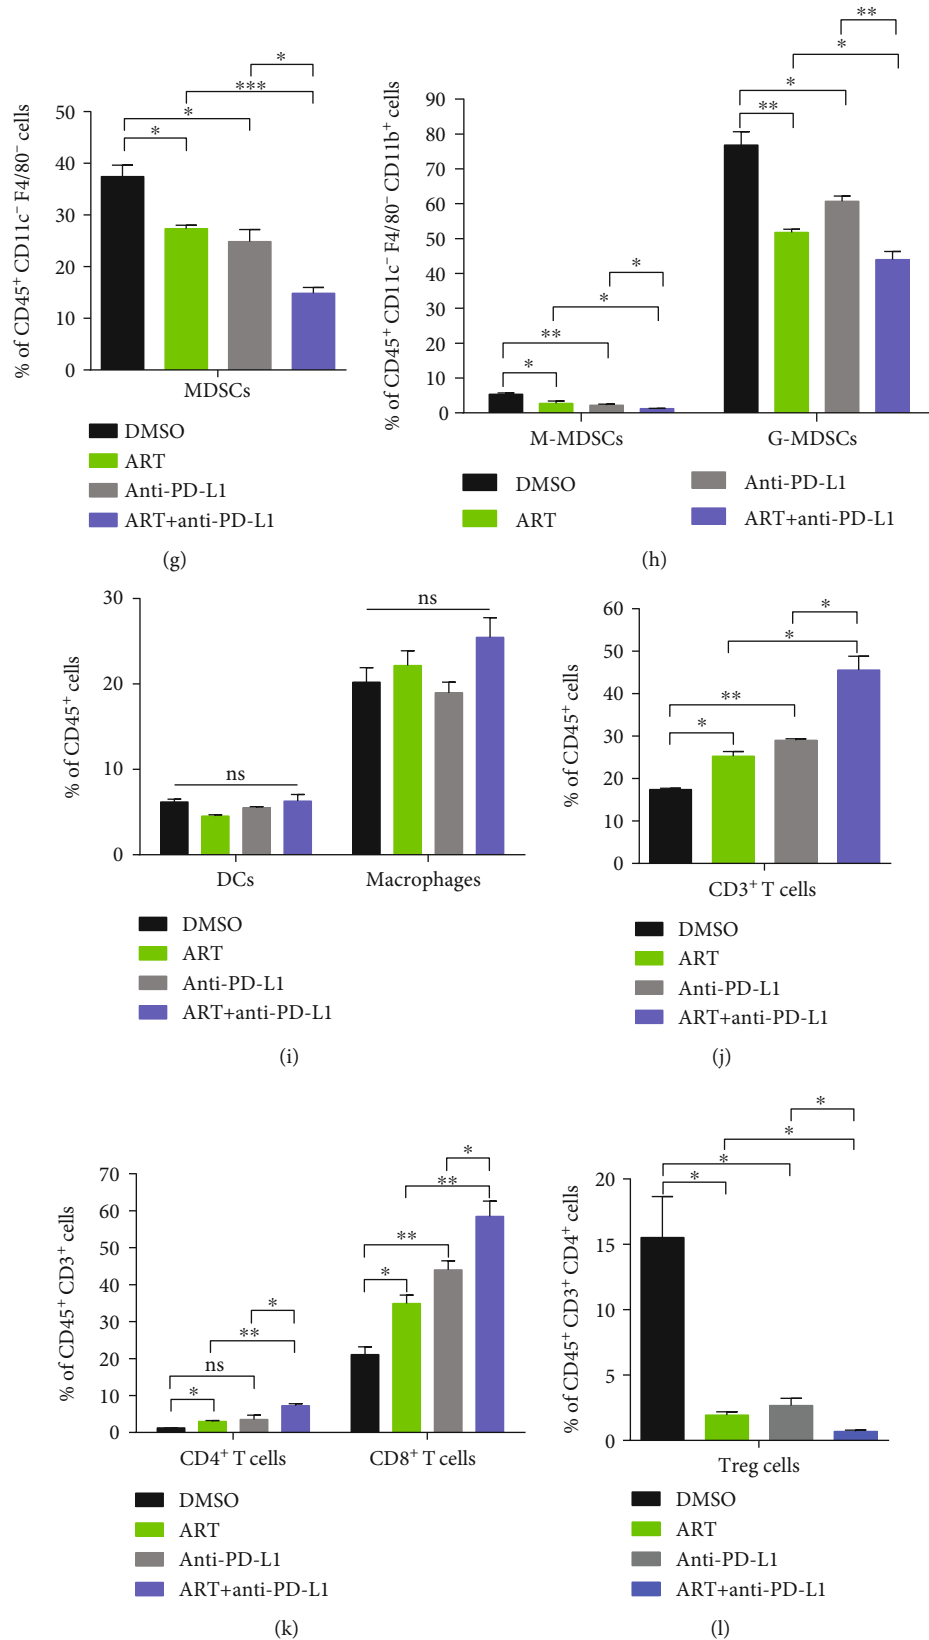 *
***
*
*
% of CD45⁺ CD11c⁻ F4/80⁻ cells
50
40
30
20
10
0
MDSCs
DMSO
ART
Anti-PD-L1
ART+anti-PD-L1
(g)
**
*
*
**
*
*
**
*
% of CD45⁺ CD11c⁻ F4/80⁻ CD11b⁺ cells
90
80
70
60
50
40
30
20
10
0
M-MDSCs G-MDSCs
DMSO
ART
Anti-PD-L1
ART+anti-PD-L1
(h)
ns
ns
% of CD45⁺ cells
30
20
10
0
DCs Macrophages
DMSO
ART
Anti-PD-L1
ART+anti-PD-L1
(i)
*
*
**
*
% of CD45⁺ cells
60
50
40
30
20
10
0
CD3⁺ T cells
DMSO
ART
Anti-PD-L1
ART+anti-PD-L1
(j)
*
**
**
*
*
**
ns
*
% of CD45⁺ CD3⁺ cells
70
60
50
40
30
20
10
0
CD4⁺ T cells CD8⁺ T cells
DMSO
ART
Anti-PD-L1
ART+anti-PD-L1
(k)
*
*
*
*
% of CD45⁺ CD3⁺ CD4⁺ cells
20
15
10
5
0
Treg cells
DMSO
ART
Anti-PD-L1
ART+anti-PD-L1
(l)